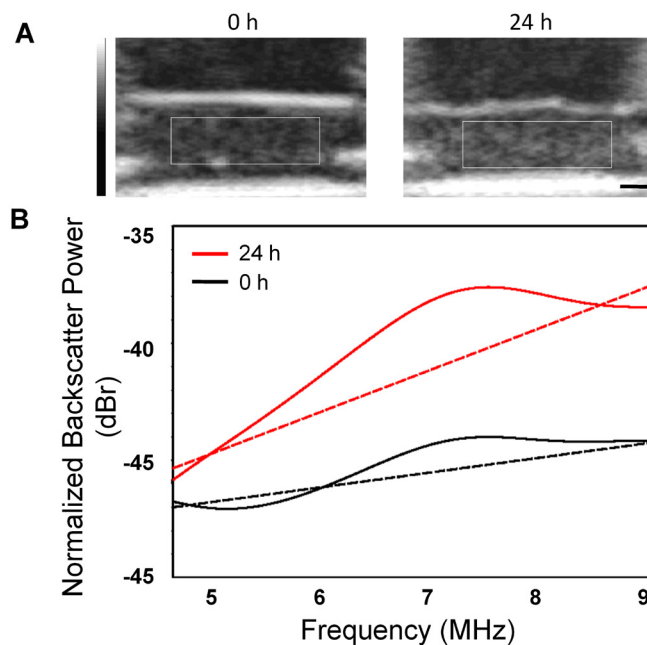 A
0 h
24 h
B
Normalized Backscatter Power
(dBr)
-35
-40
-45
-45
24 h
0 h
5
6
7
8
9
Frequency (MHz)